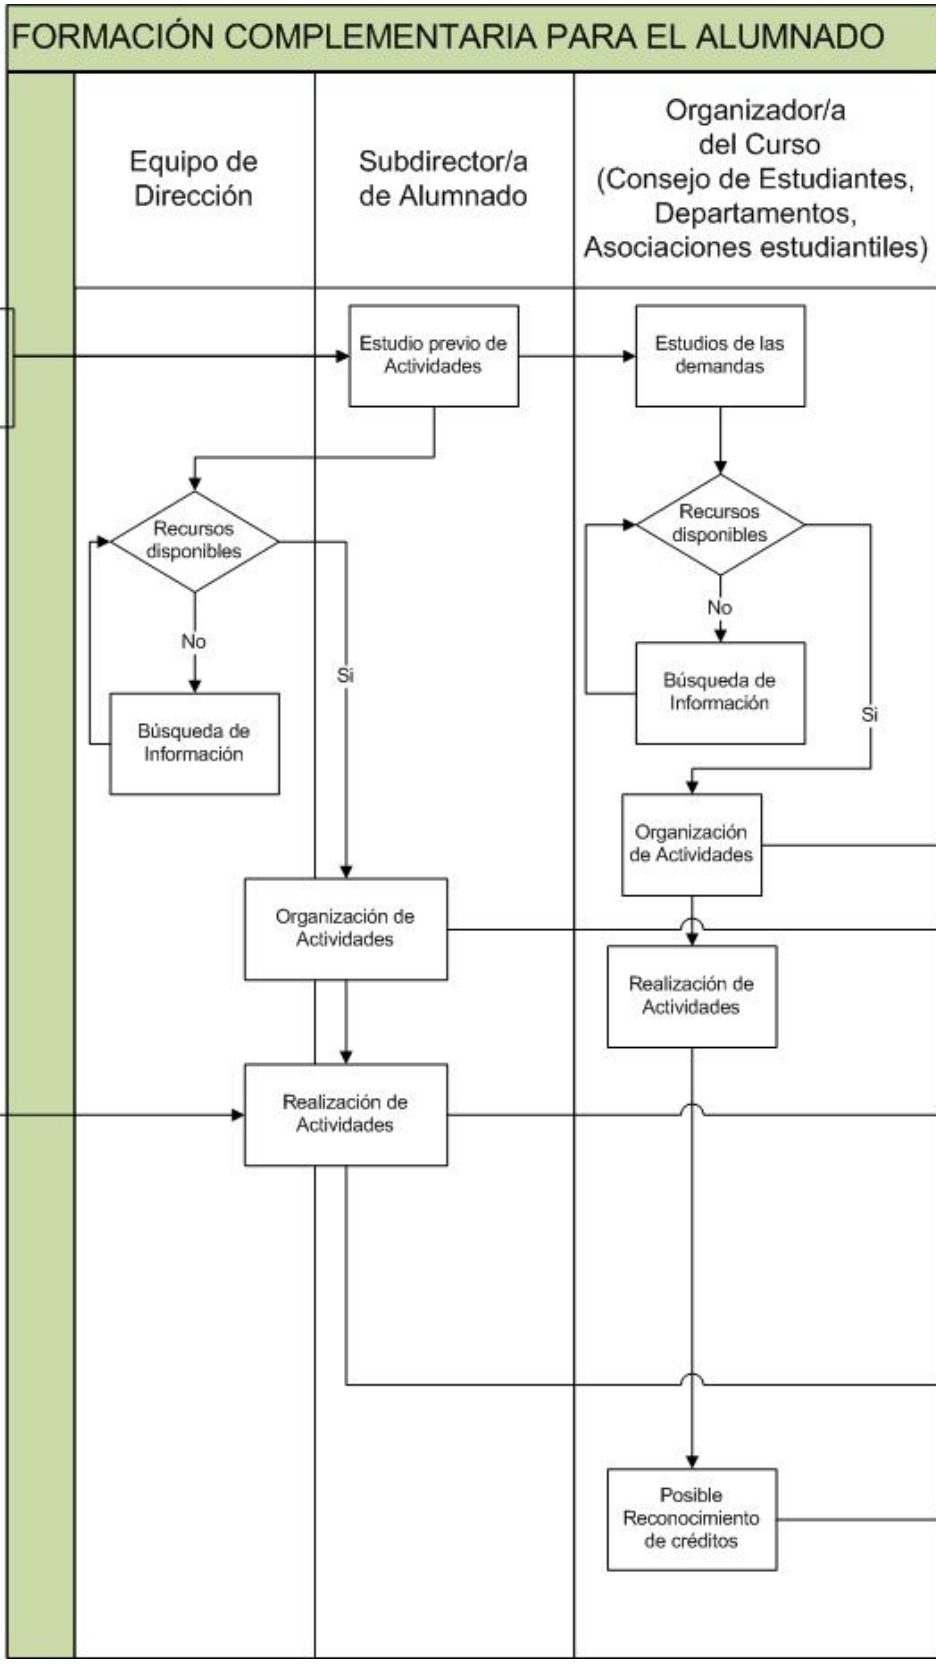 FORMACIÓN COMPLEMENTARIA PARA EL ALUMNADO
Equipo de
Dirección
Subdirector/a
de Alumnado
Organizador/a
del Curso
(Consejo de Estudiantes,
Departamentos,
Asociaciones estudiantiles)
Estudio previo de
Actividades
Estudios de las
demandas
Recursos
disponibles
No
Si
Búsqueda de
Información
Recursos
disponibles
No
Si
Búsqueda de
Información
Organización
de Actividades
Organización de
Actividades
Realización de
Actividades
Realización de
Actividades
Posible
Reconocimiento
de créditos